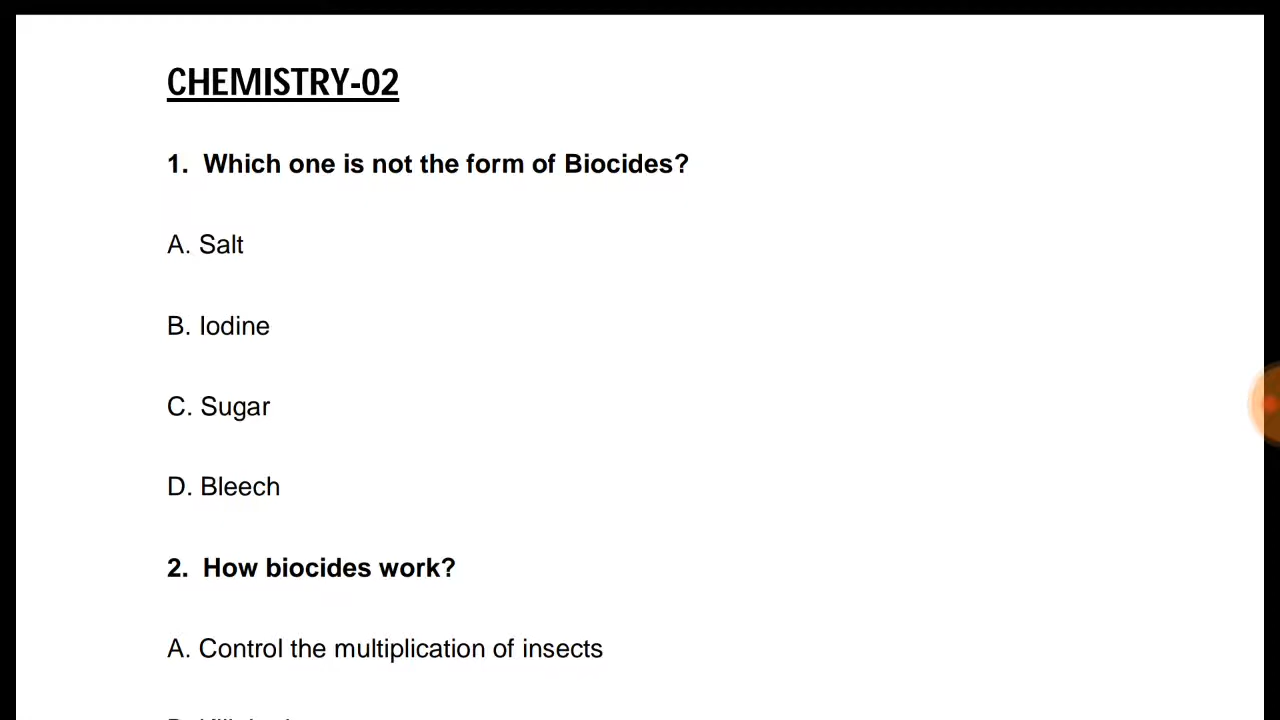 CHEMISTRY-02
1. Which one is not the form of Biocides?
A. Salt
B. Iodine
C. Sugar
D. Bleech
2. How biocides work?
A. Control the multiplication of insects